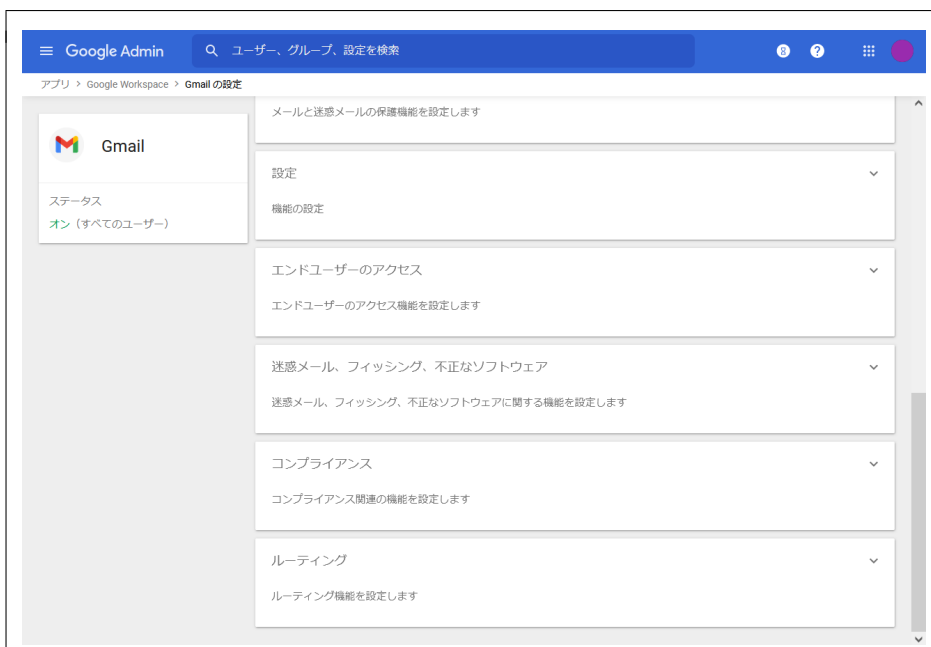 Google Admin
ユーザー、グループ、設定を検索
8
?
アプリ > Google Workspace > Gmail の設定
メールと迷惑メールの保護機能を設定します
Gmail
ステータス
オン（すべてのユーザー）
設定
機能の設定
エンドユーザーのアクセス
エンドユーザーのアクセス機能を設定します
迷惑メール、フィッシング、不正なソフトウェア
迷惑メール、フィッシング、不正なソフトウェアに関する機能を設定します
コンプライアンス
コンプライアンス関連の機能を設定します
ルーティング
ルーティング機能を設定します